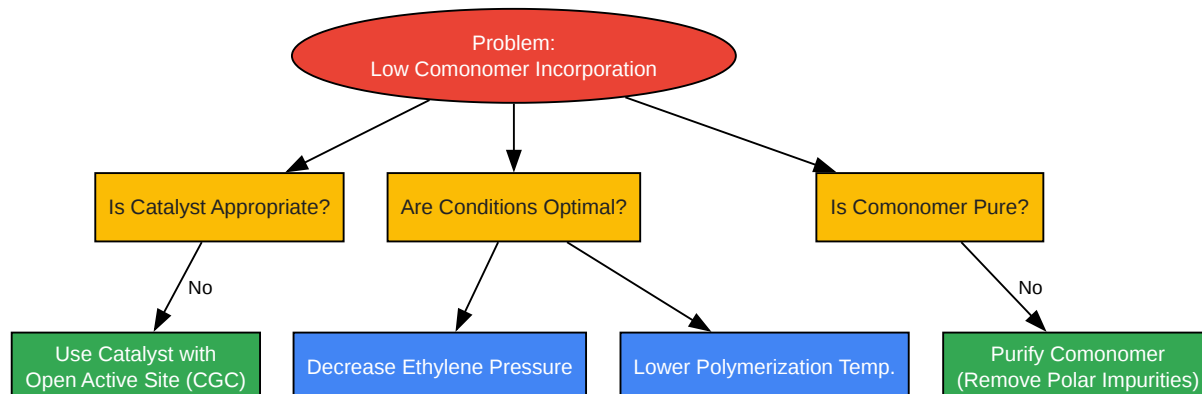 Problem:
Low Comonomer Incorporation
Is Catalyst Appropriate?
Are Conditions Optimal?
Is Comonomer Pure?
No
No
Use Catalyst with
Open Active Site (CGC)
Decrease Ethylene Pressure
Lower Polymerization Temp.
Purify Comonomer
(Remove Polar Impurities)